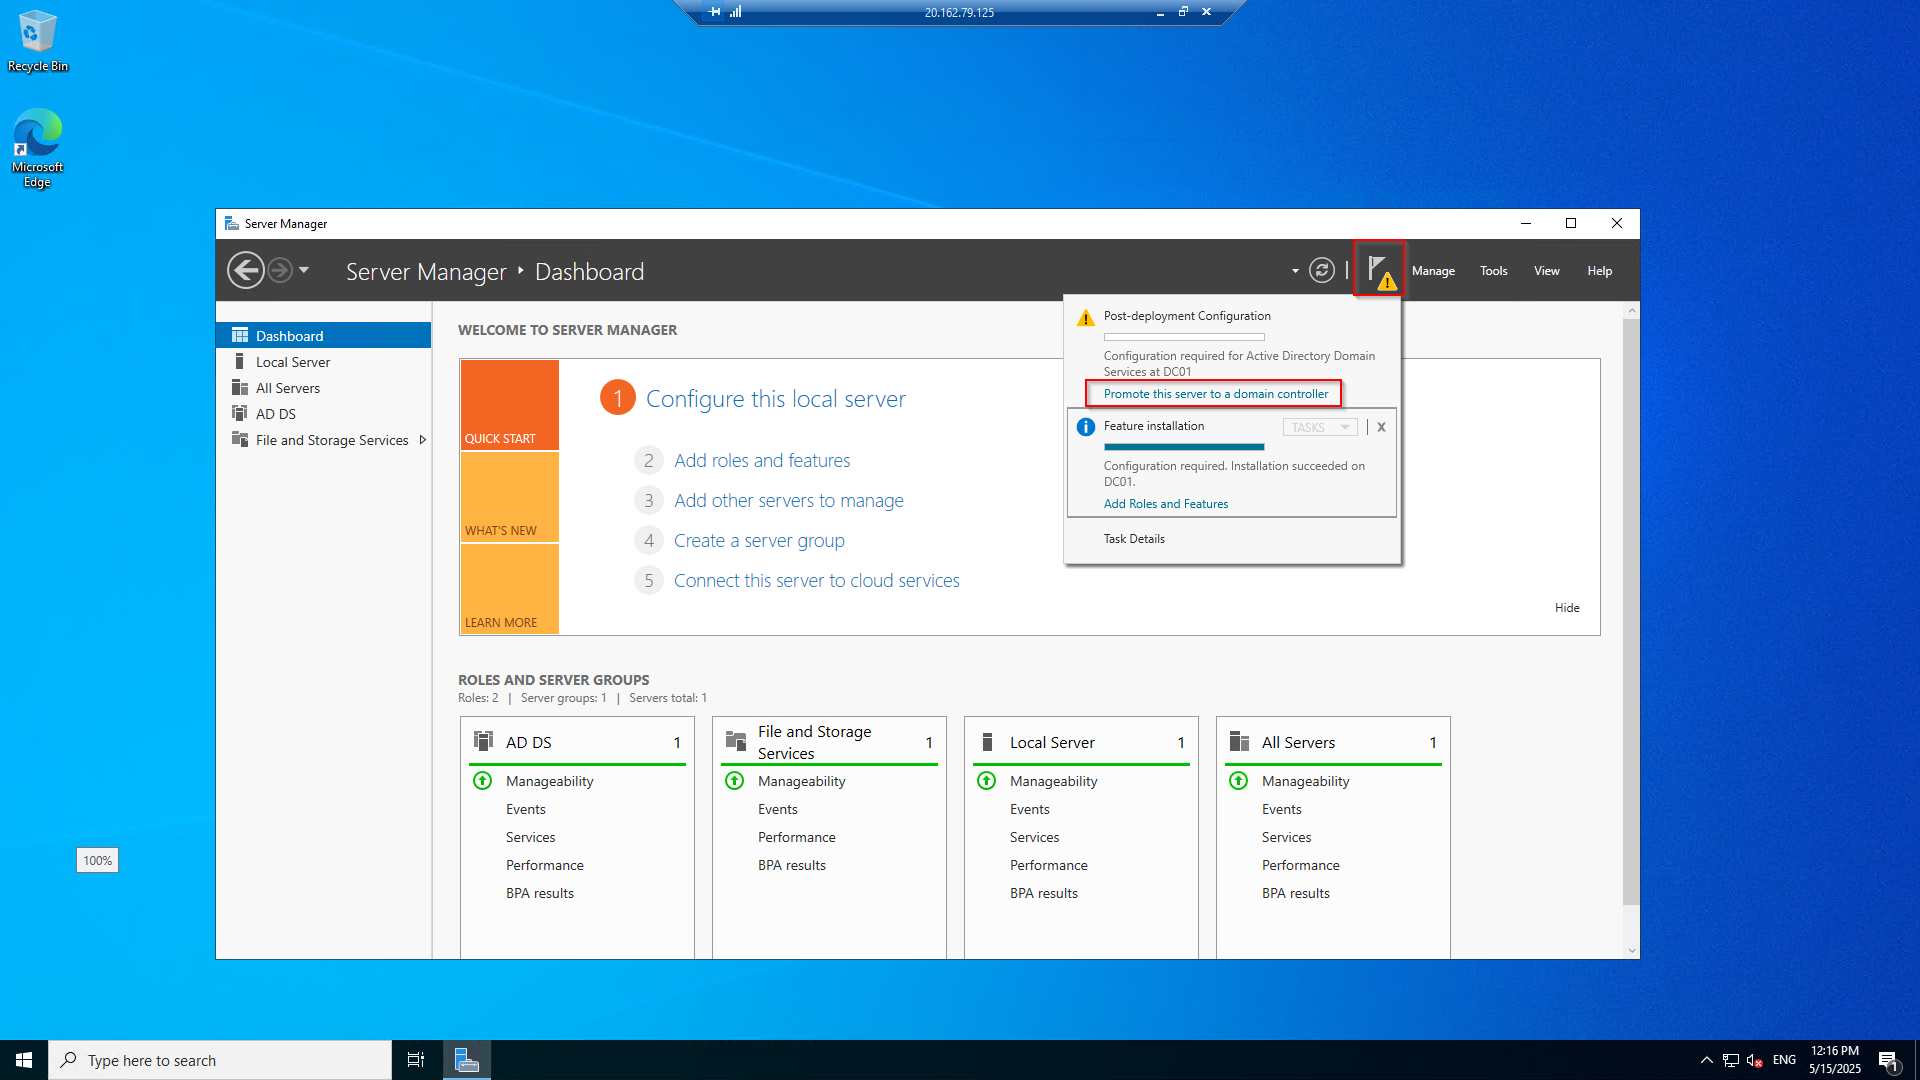 20.162.79.125
Recycle Bin
Microsoft
Edge
Server Manager
Server Manager ‣ Dashboard
Manage
Tools
View
Help
Dashboard
Local Server
All Servers
AD DS
File and Storage Services
WELCOME TO SERVER MANAGER
QUICK START
WHAT'S NEW
LEARN MORE
1 Configure this local server
2 Add roles and features
3 Add other servers to manage
4 Create a server group
5 Connect this server to cloud services
Hide
Post-deployment Configuration
Configuration required for Active Directory Domain
Services at DC01
Promote this server to a domain controller
Feature installation
TASKS
X
Configuration required. Installation succeeded on
DC01.
Add Roles and Features
Task Details
ROLES AND SERVER GROUPS
Roles: 2 | Server groups: 1 | Servers total: 1
AD DS 1
Manageability
Events
Services
Performance
BPA results
File and Storage
Services 1
Manageability
Events
Performance
BPA results
Local Server 1
Manageability
Events
Services
Performance
BPA results
All Servers 1
Manageability
Events
Services
Performance
BPA results
100%
Type here to search
ENG
12:16 PM
5/15/2025
1